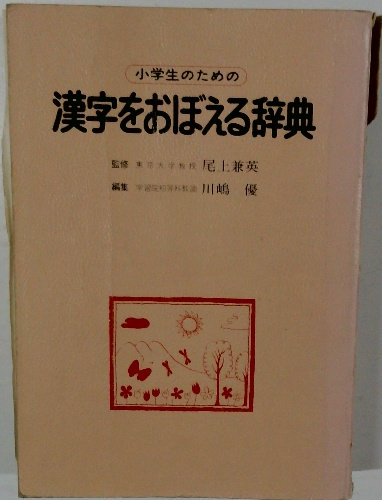 小学生のための
漢字をおぼえる辞典
監修 東京大学教授 尾上兼英
編集 学習院初等科教諭 川嶋 優